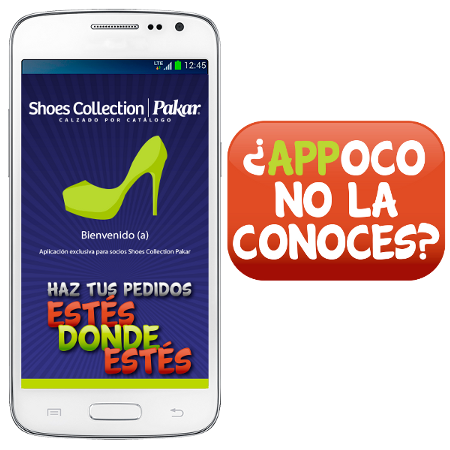 LTE 12:45
Shoes Collection | Pakar
CALZADO POR CATÁLOGO
Bienvenido (a)
Aplicación exclusiva para socios Shoes Collection Pakar
HAZ TUS PEDIDOS
ESTÉS
DONDE
ESTÉS
¿APPOCO
NO LA
CONOCES?